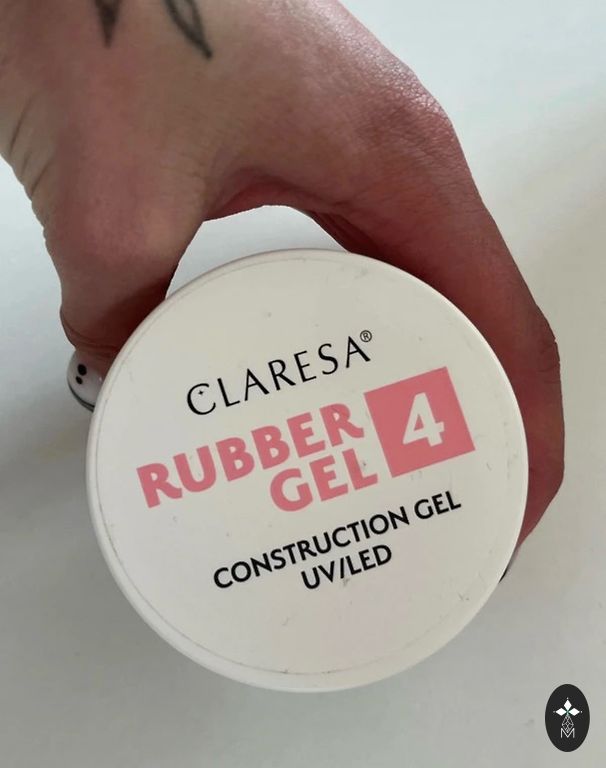 CLARESA®
RUBBER
GEL 4
CONSTRUCTION GEL
UV/LED
M